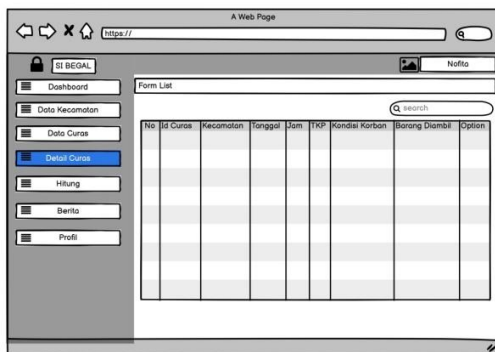 A Web Page
https://
SI BEGAL
Nofita
Dashboard
Data Kecamatan
Data Curas
Detail Curas
Hitung
Berita
Profil
Form List
search
No Id Curas Kecamatan Tanggal Jam TKP Kondisi Korban Barang Diambil Option